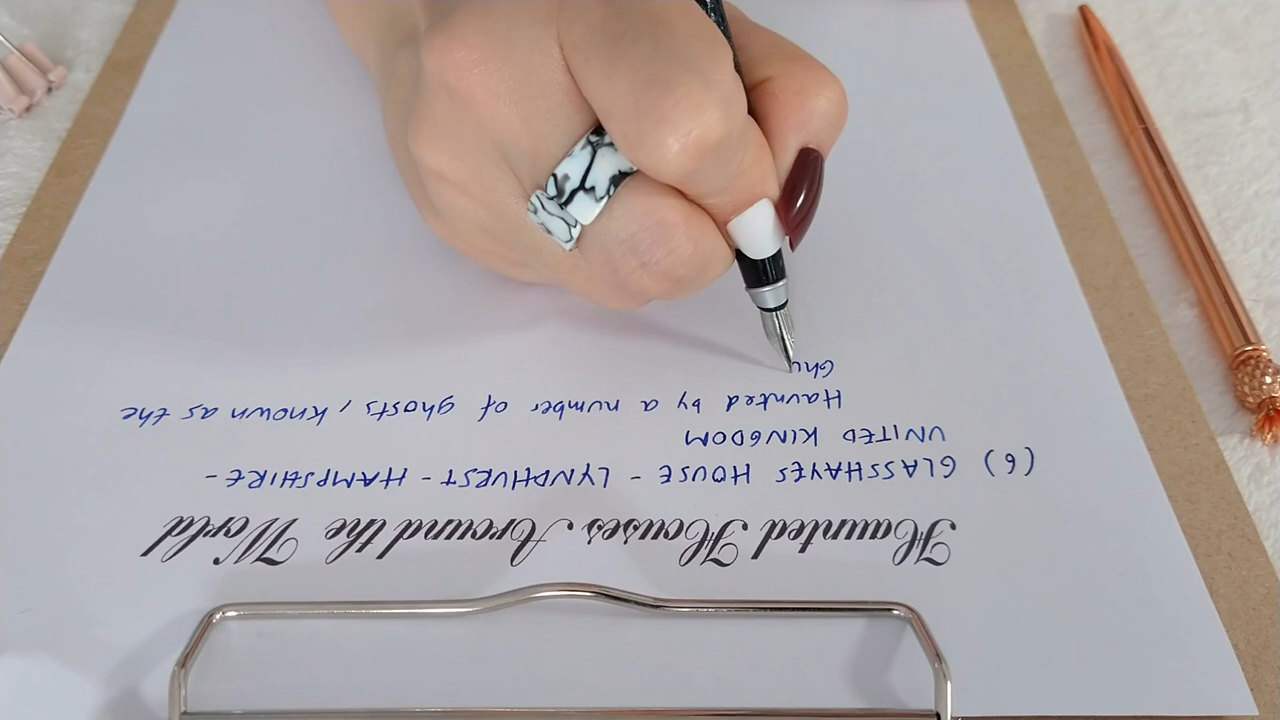 Haunted Houses Around the World
(6) GLASSHAYES HOUSE - LYNDHURST - HAMPSHIRE -
UNITED KINGDOM
Haunted by a number of ghosts, known as the